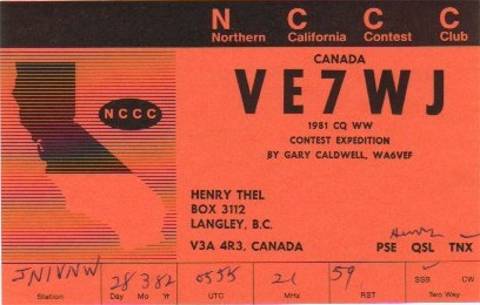 N C C C
Northern California Contest Club
NCCC
CANADA
VE7WJ
1981 CQ WW
CONTEST EXPEDITION
BY GARY CALDWELL, WA6VEF
HENRY THEL
BOX 3112
LANGLEY, B.C.
V3A 4R3, CANADA
Henry
PSE QSL TNX
JN1VNW 28 3 82 0555 21 59 SSB CW
Station Day Mo Yr UTC MHz RST Two Way